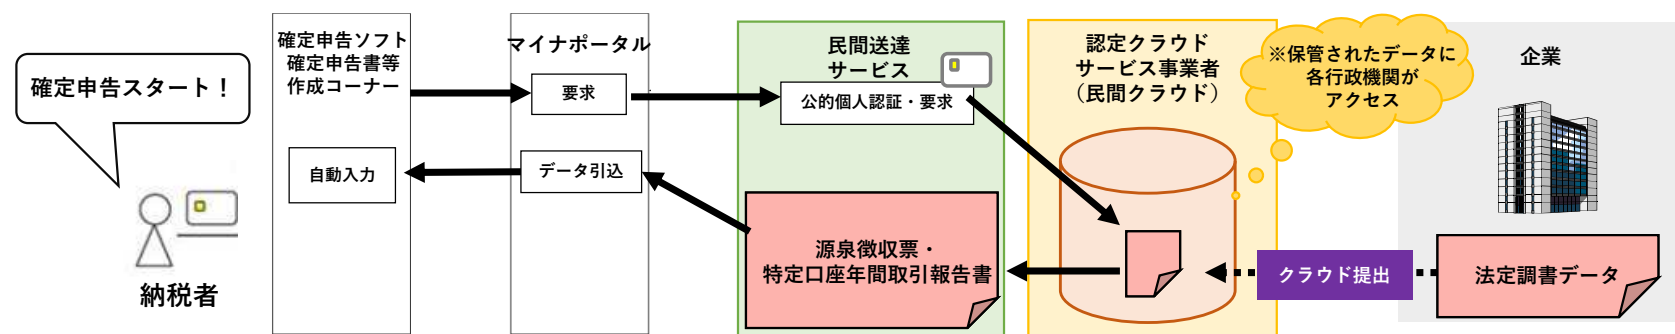 確定申告スタート！
納税者
確定申告ソフト
確定申告書等
作成コーナー
自動入力
マイナポータル
要求
データ引込
民間送達
サービス
公的個人認証・要求
源泉徴収票・
特定口座年間取引報告書
認定クラウド
サービス事業者
（民間クラウド）
※保管されたデータに
各行政機関が
アクセス
企業
クラウド提出
法定調書データ